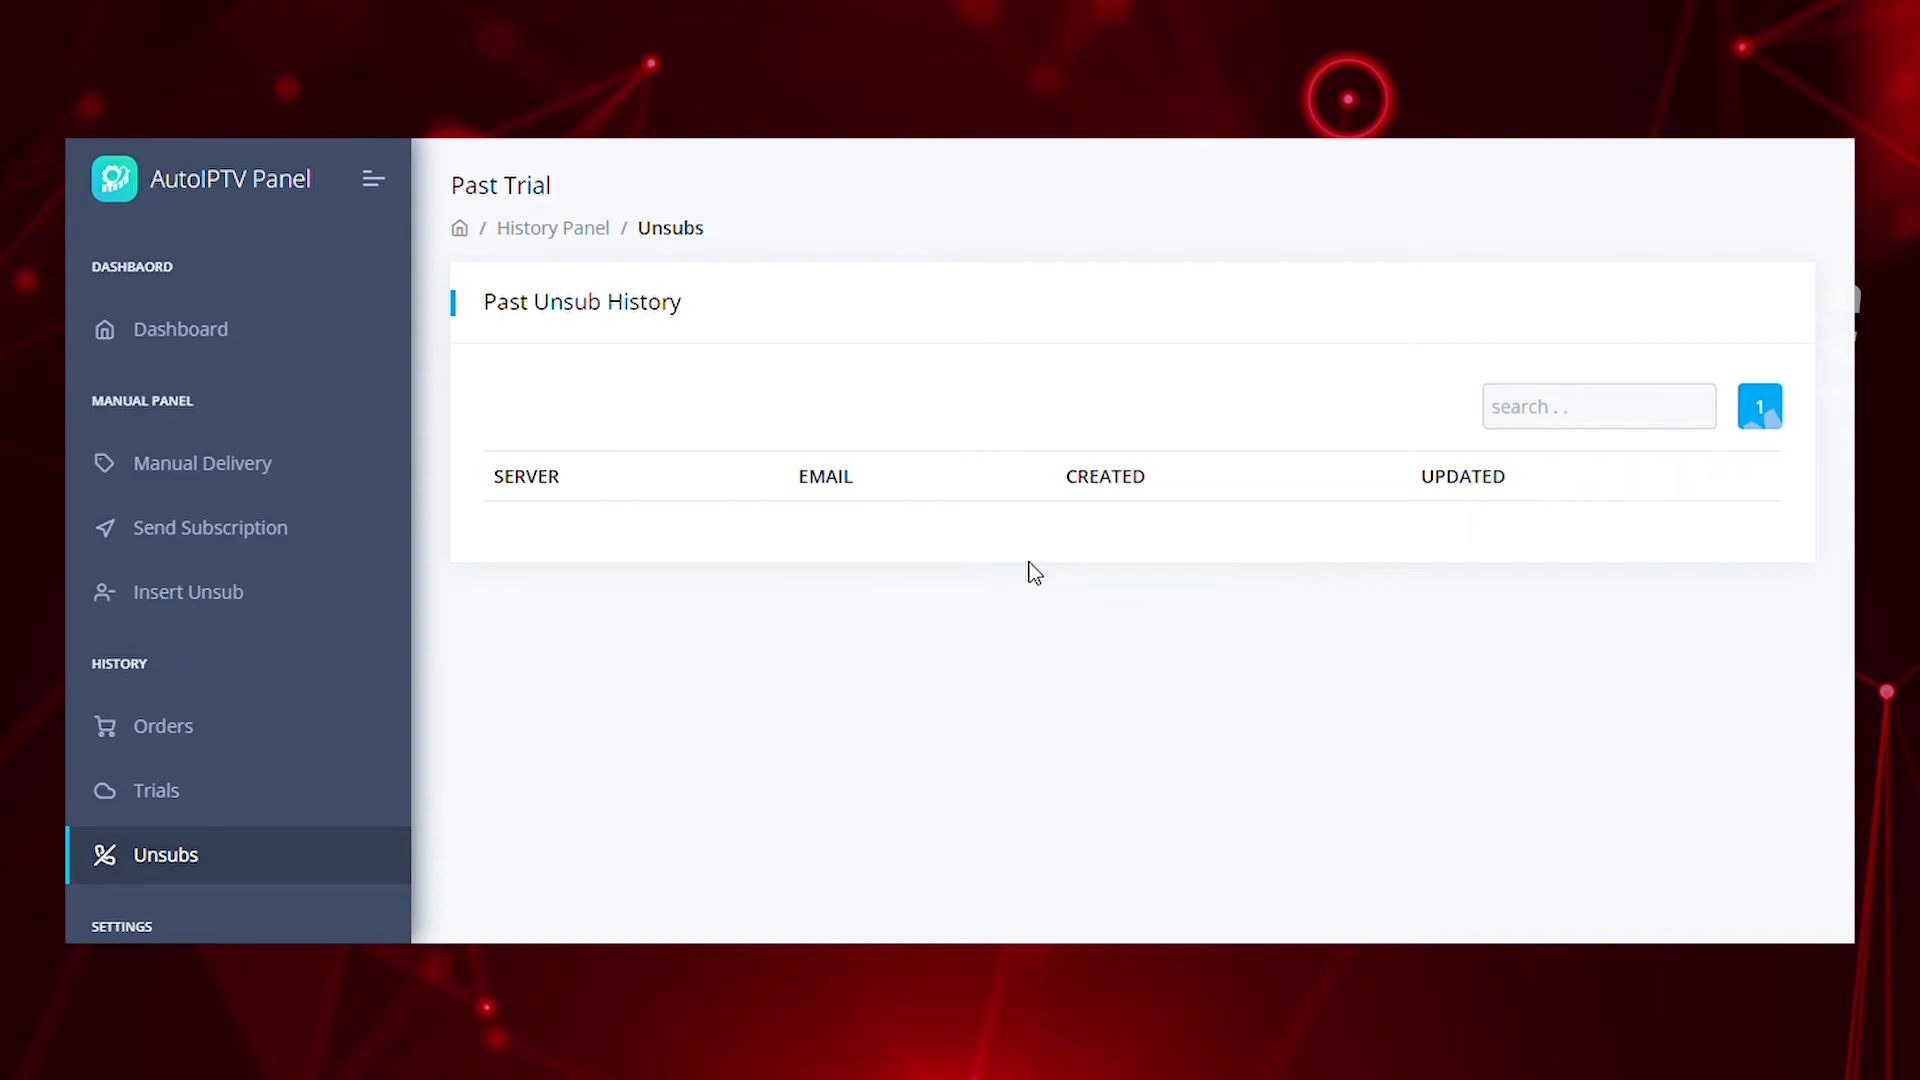 AutoIPTV Panel
DASHBAORD
Dashboard
MANUAL PANEL
Manual Delivery
Send Subscription
Insert Unsub
HISTORY
Orders
Trials
Unsubs
SETTINGS
Past Trial
/ History Panel / Unsubs
Past Unsub History
search . .
1
SERVER EMAIL CREATED UPDATED